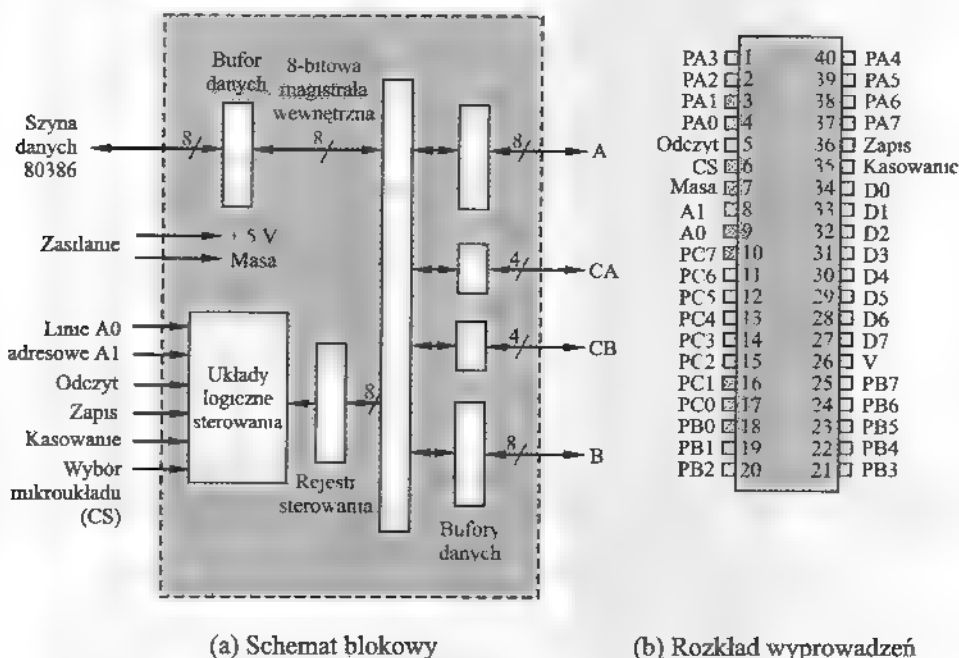 Bufor
danych
8-bitowa
magistrala
wewnętrzna
Szyna
danych
80386
8
8
8
A
Zasilanie
+ 5 V
Masa
4
CA
4
CB
Linie A0
adresowe A1
Odczyt
Zapis
Kasowanie
Wybór
mikroukładu
(CS)
Układy
logiczne
sterowania
8
Rejestr
sterowania
8
B
Bufory
danych
(a) Schemat blokowy
PA3 1 40 PA4
PA2 2 39 PA5
PA1 3 38 PA6
PA0 4 37 PA7
Odczyt 5 36 Zapis
CS 6 35 Kasowanie
Masa 7 34 D0
A1 8 33 D1
A0 9 32 D2
PC7 10 31 D3
PC6 11 30 D4
PC5 12 29 D5
PC4 13 28 D6
PC3 14 27 D7
PC2 15 26 V
PC1 16 25 PB7
PC0 17 24 PB6
PB0 18 23 PB5
PB1 19 22 PB4
PB2 20 21 PB3
(b) Rozkład wyprowadzeń